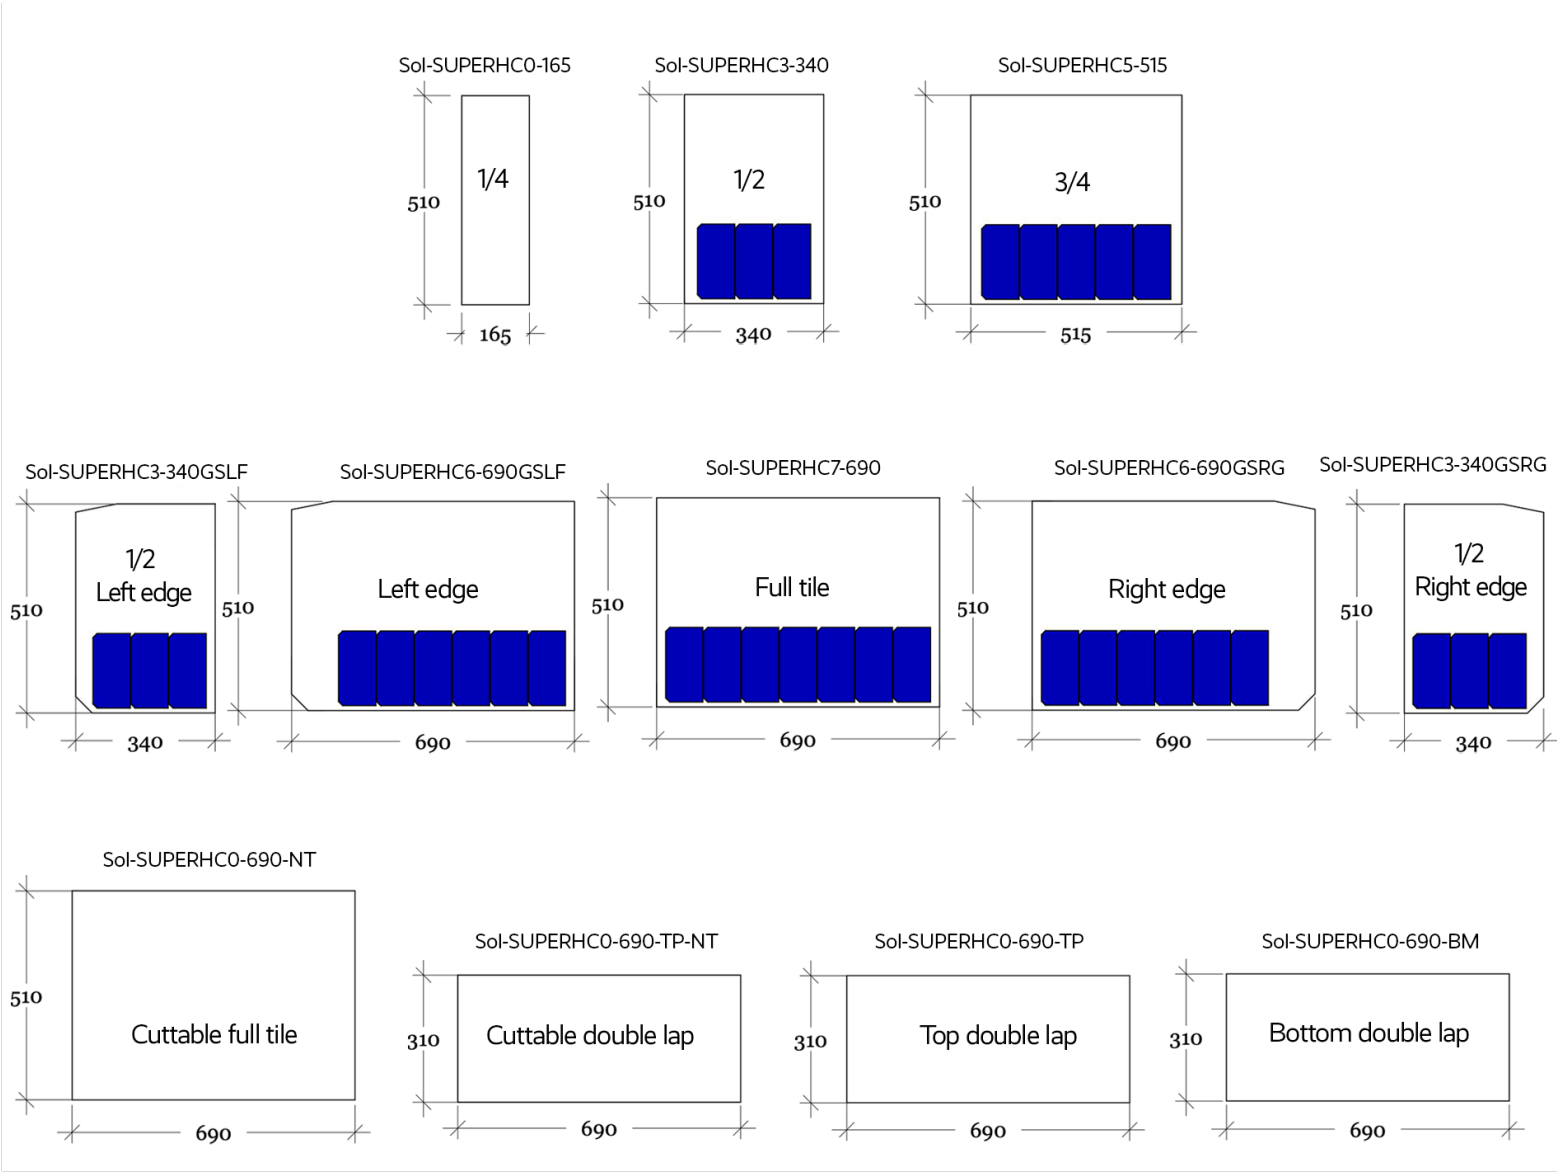 Sol-SUPERHC0-165
Sol-SUPERHC3-340
Sol-SUPERHC5-515
1/4
1/2
3/4
510
510
510
165
340
515
Sol-SUPERHC3-340GSLF
Sol-SUPERHC6-690GSLF
Sol-SUPERHC7-690
Sol-SUPERHC6-690GSRG
Sol-SUPERHC3-340GSRG
1/2
Left edge
Left edge
Full tile
Right edge
1/2
Right edge
510
510
510
510
510
340
690
690
690
340
Sol-SUPERHC0-690-NT
Sol-SUPERHC0-690-TP-NT
Sol-SUPERHC0-690-TP
Sol-SUPERHC0-690-BM
510
Cuttable full tile
310
Cuttable double lap
310
Top double lap
310
Bottom double lap
690
690
690
690